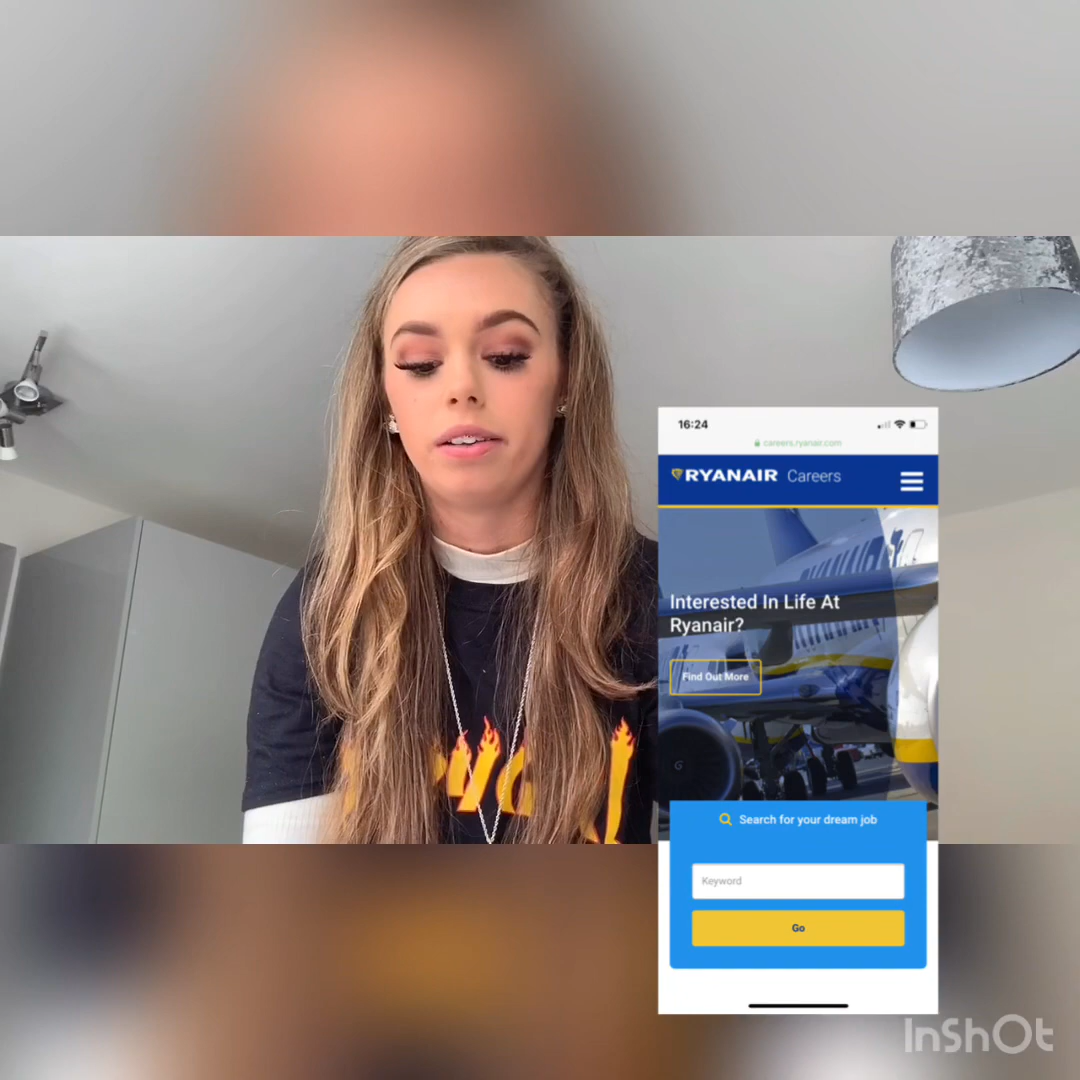 16:24
careers.ryanair.com
RYANAIR Careers
Interested In Life At
Ryanair?
Find Out More
Search for your dream job
Keyword
Go
InShOt